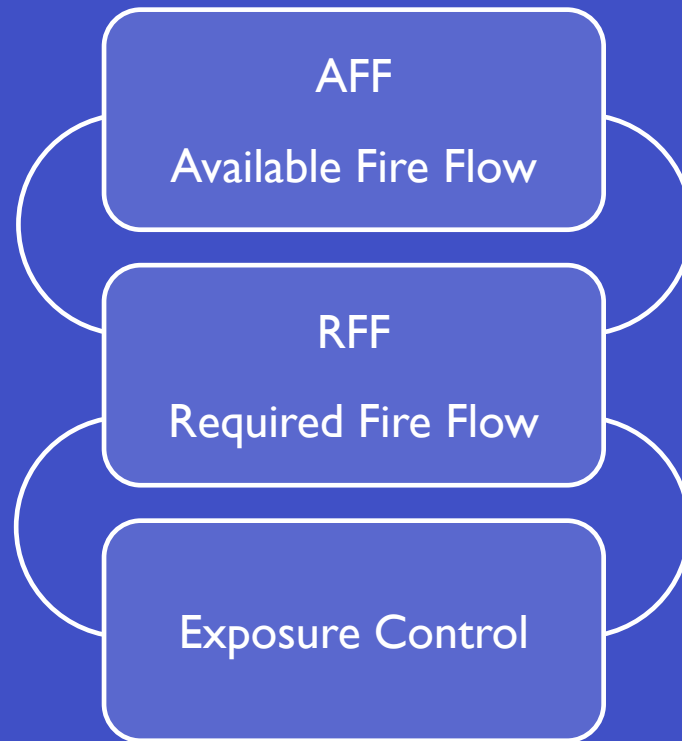 AFF
Available Fire Flow
RFF
Required Fire Flow
Exposure Control